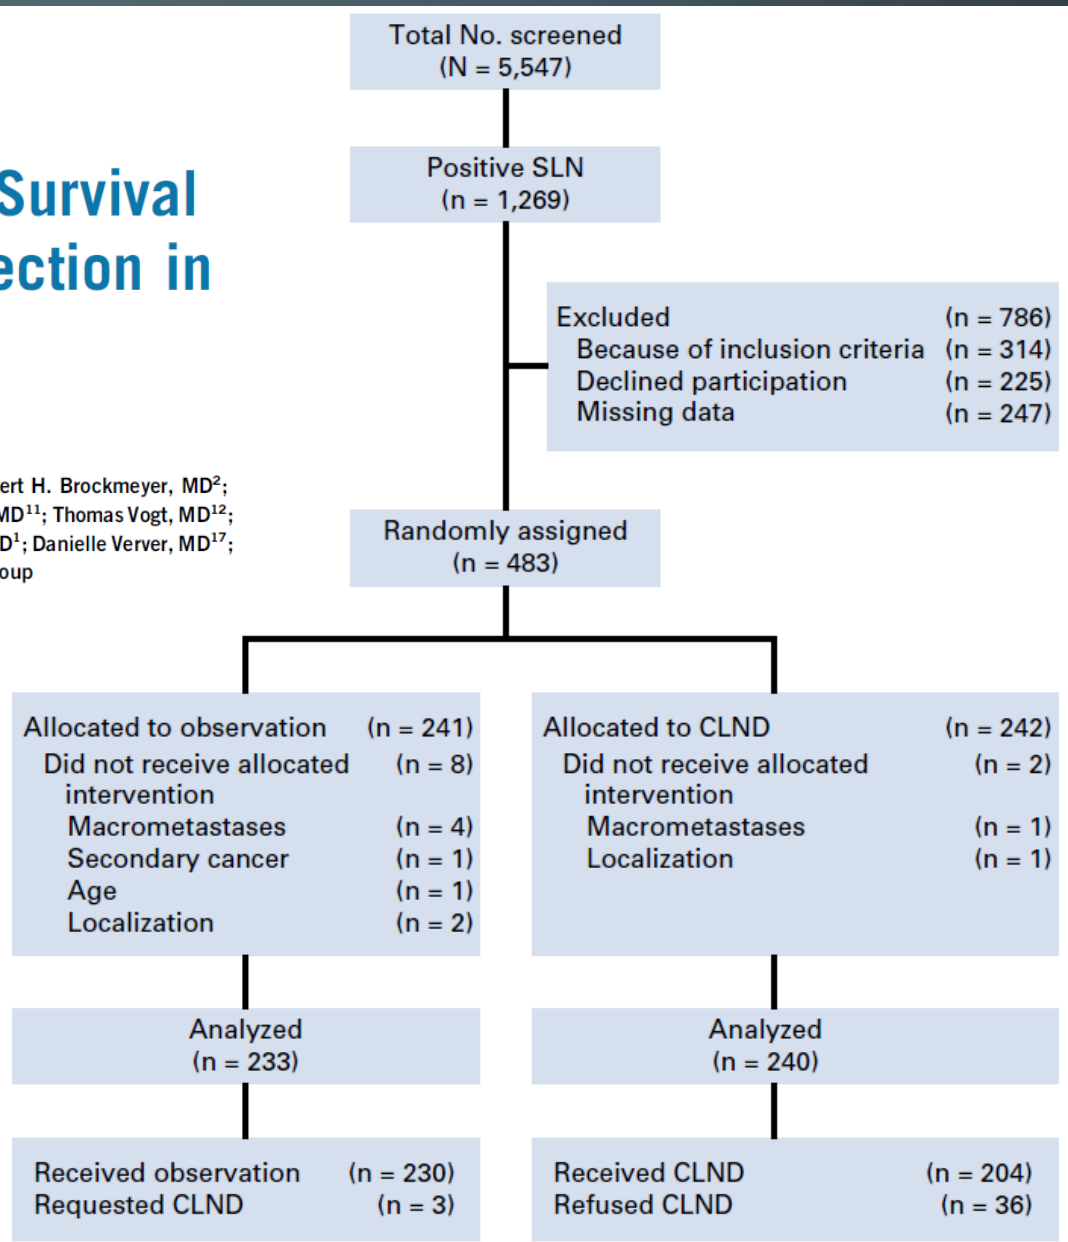 Total No. screened
(N = 5,547)
Positive SLN
(n = 1,269)
Survival
ection in
Excluded (n = 786)
Because of inclusion criteria (n = 314)
Declined participation (n = 225)
Missing data (n = 247)
ert H. Brockmeyer, MD²;
MD¹¹; Thomas Vogt, MD¹²;
D¹; Danielle Verver, MD¹⁷;
oup
Randomly assigned
(n = 483)
Allocated to observation (n = 241)
Did not receive allocated (n = 8)
intervention
Macrometastases (n = 4)
Secondary cancer (n = 1)
Age (n = 1)
Localization (n = 2)
Allocated to CLND (n = 242)
Did not receive allocated (n = 2)
intervention
Macrometastases (n = 1)
Localization (n = 1)
Analyzed
(n = 233)
Analyzed
(n = 240)
Received observation (n = 230)
Requested CLND (n = 3)
Received CLND (n = 204)
Refused CLND (n = 36)